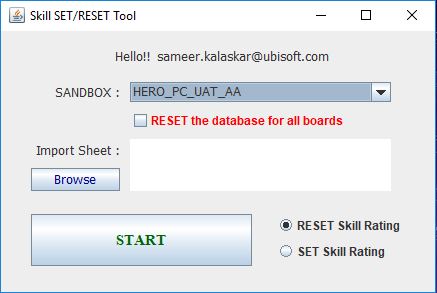 Skill SET/RESET Tool
Hello!! sameer.kalaskar@ubisoft.com
SANDBOX : HERO_PC_UAT_AA
RESET the database for all boards
Import Sheet :
Browse
START
RESET Skill Rating
SET Skill Rating